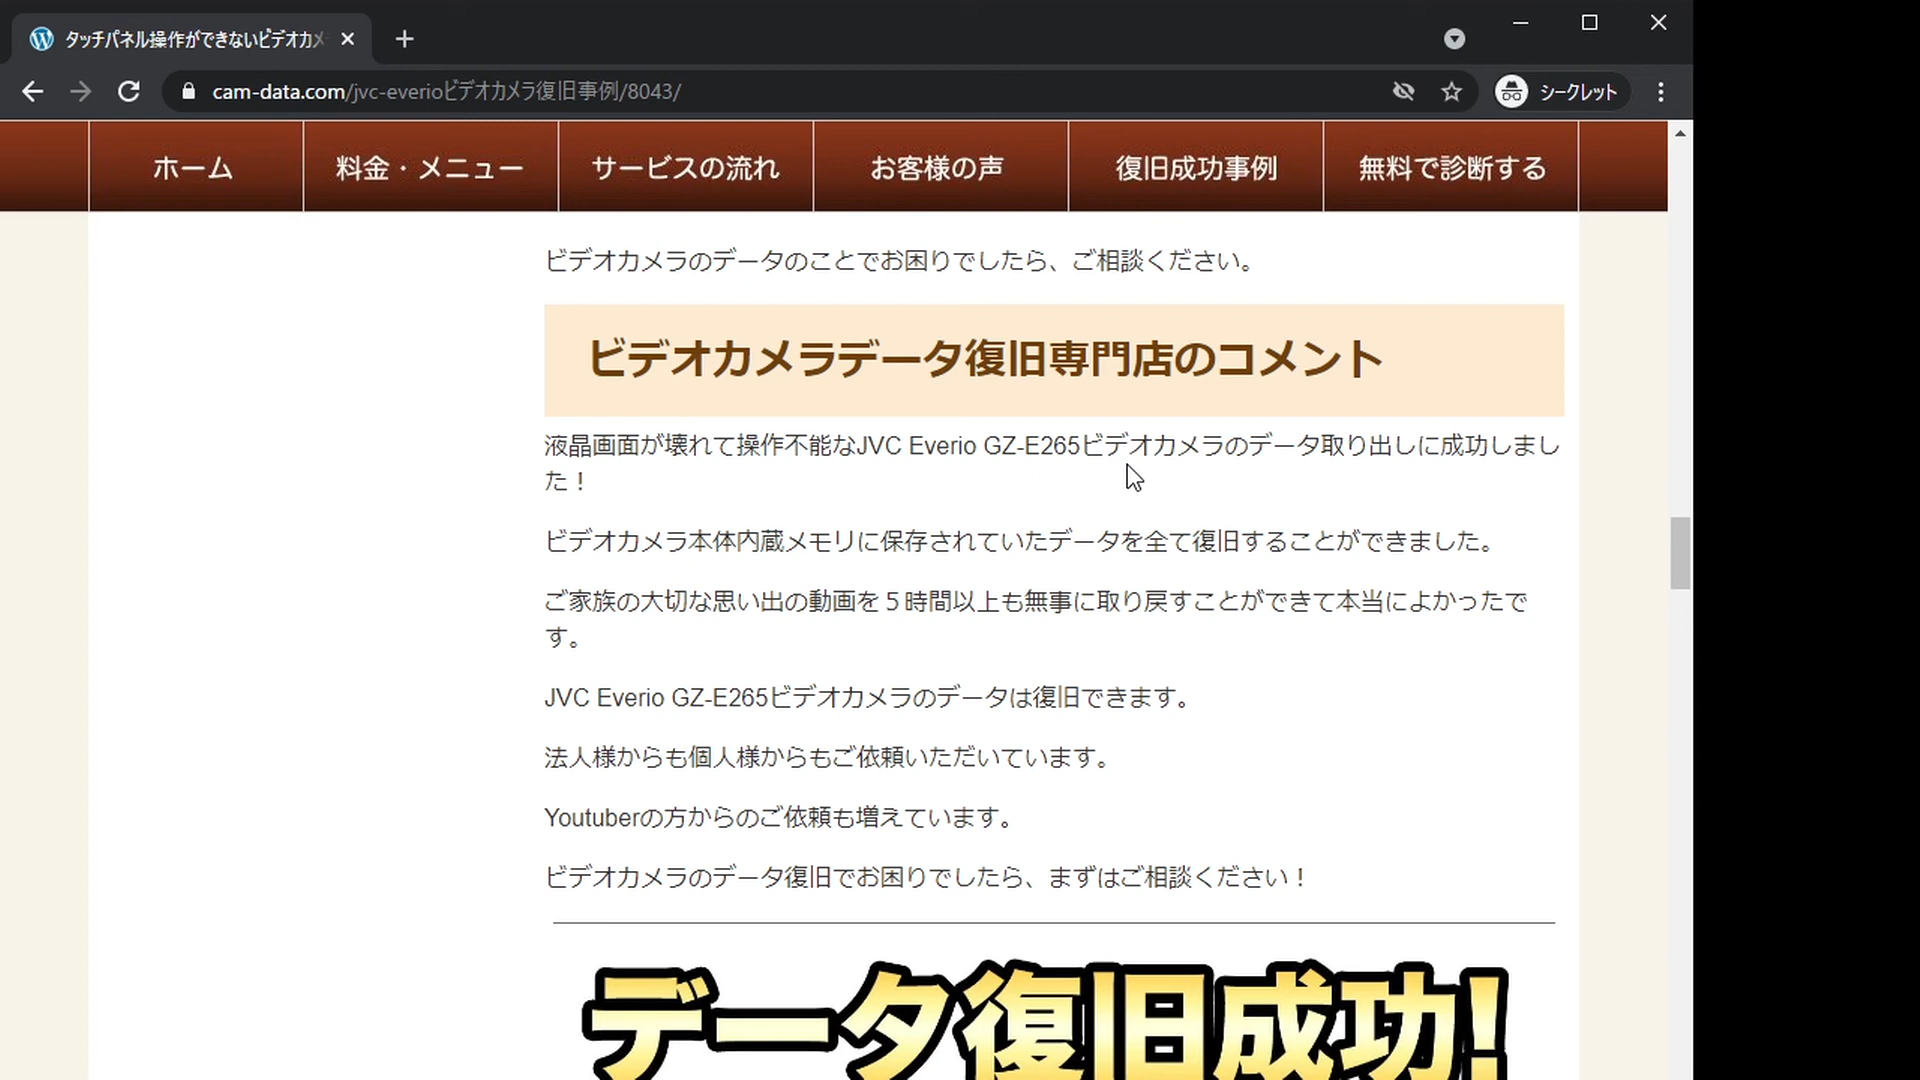 タッチパネル操作ができないビデオカメ
cam-data.com/jvc-everioビデオカメラ復旧事例/8043/
シークレット
ホーム
料金・メニュー
サービスの流れ
お客様の声
復旧成功事例
無料で診断する
ビデオカメラのデータのことでお困りでしたら、ご相談ください。
ビデオカメラデータ復旧専門店のコメント
液晶画面が壊れて操作不能なJVC Everio GZ-E265ビデオカメラのデータ取り出しに成功しまし
た！
ビデオカメラ本体内蔵メモリに保存されていたデータを全て復旧することができました。
ご家族の大切な思い出の動画を５時間以上も無事に取り戻すことができて本当によかったで
す。
JVC Everio GZ-E265ビデオカメラのデータは復旧できます。
法人様からも個人様からもご依頼いただいています。
Youtuberの方からのご依頼も増えています。
ビデオカメラのデータ復旧でお困りでしたら、まずはご相談ください！
データ復旧成功!